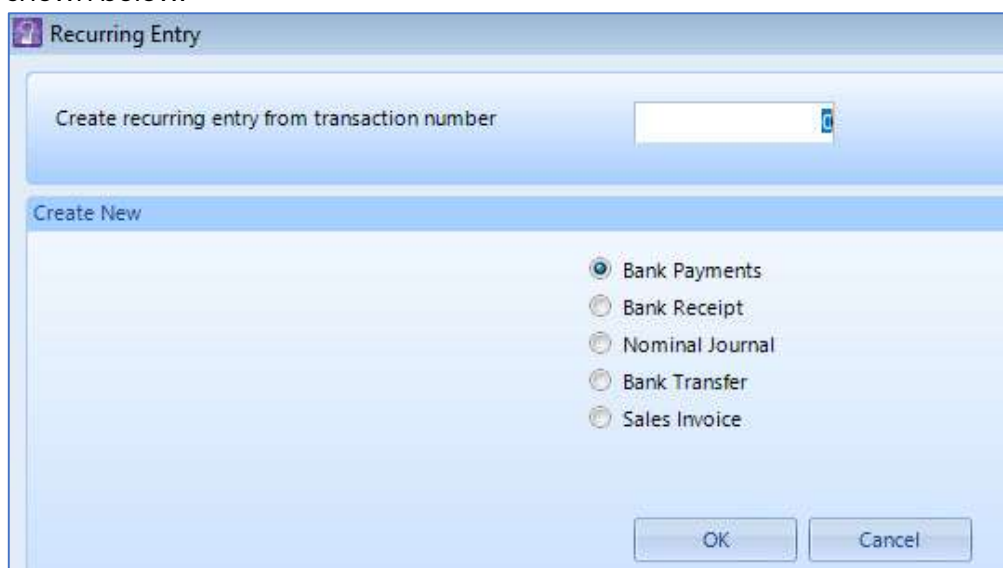 Recurring Entry
Create recurring entry from transaction number 0
Create New
Bank Payments
Bank Receipt
Nominal Journal
Bank Transfer
Sales Invoice
OK Cancel